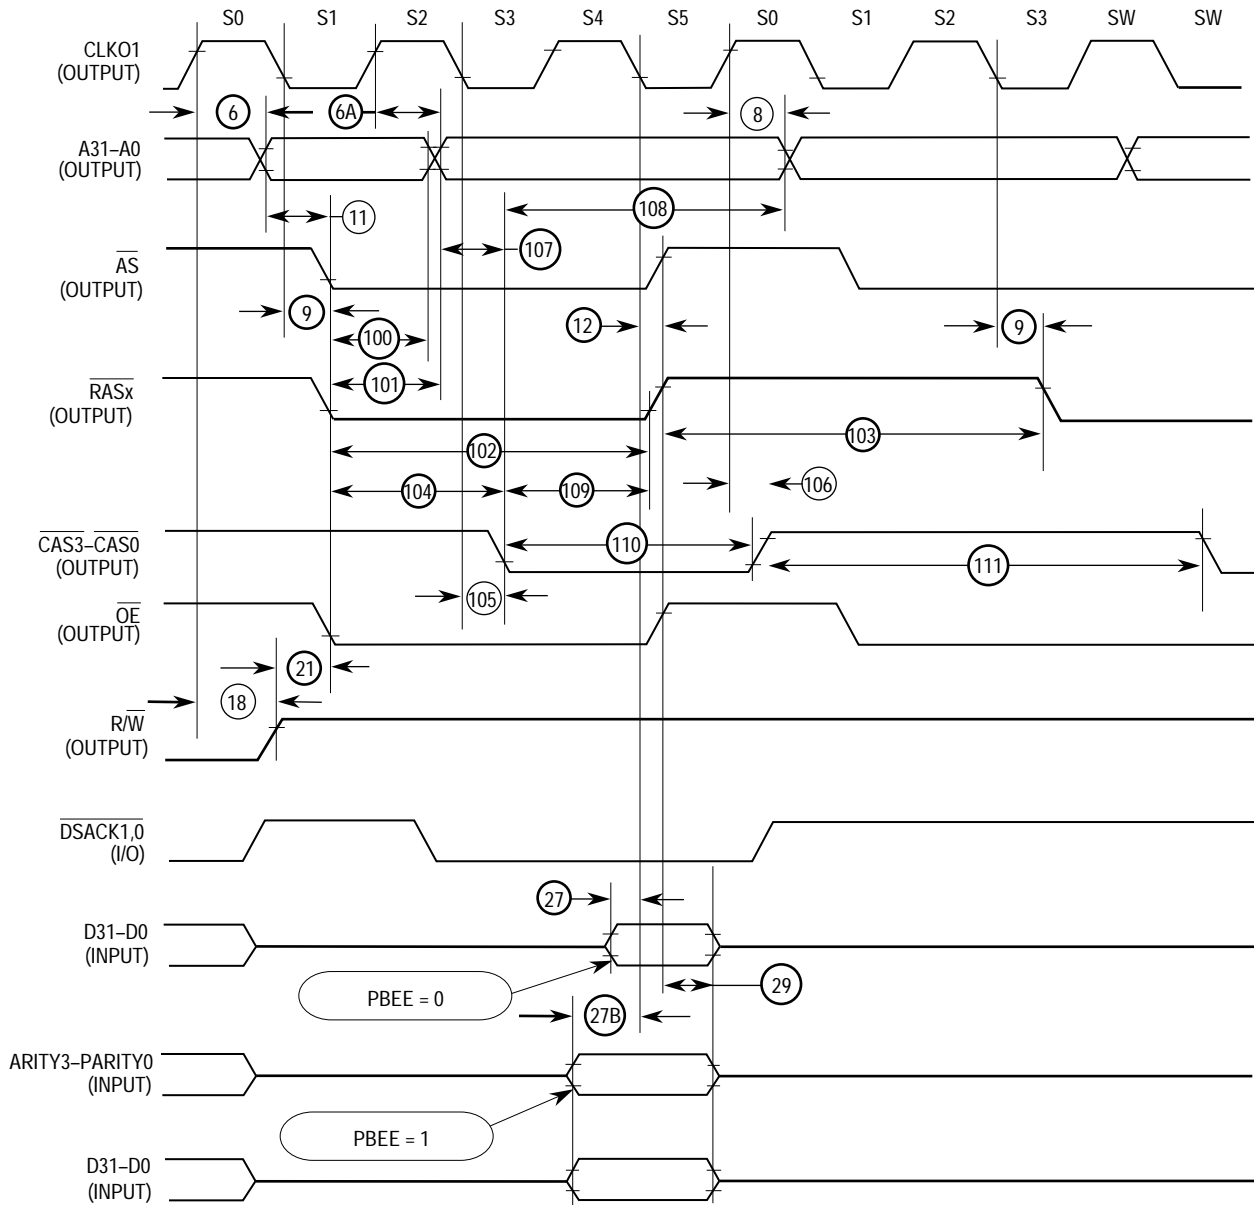 S0 S1 S2 S3 S4 S5 S0 S1 S2 S3 SW SW
CLKO1
(OUTPUT)
6 6A 8
A31–A0
(OUTPUT)
11 108
107
AS
(OUTPUT)
9 100 12 9
RASx
(OUTPUT)
101
102 103
104 109 106
CAS3–CAS0
(OUTPUT)
110 111
105
OE
(OUTPUT)
21
18
R/W
(OUTPUT)
DSACK1,0
(I/O)
27
D31–D0
(INPUT)
PBEE = 0
29
27B
ARITY3–PARITY0
(INPUT)
PBEE = 1
D31–D0
(INPUT)